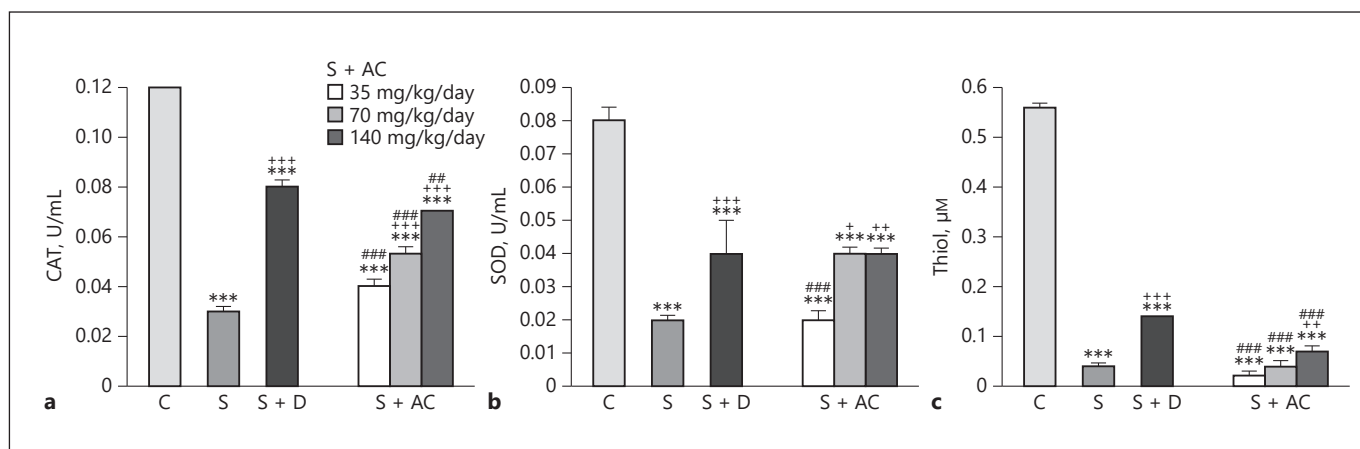 S + AC
35 mg/kg/day
70 mg/kg/day
140 mg/kg/day
CAT, U/mL
0.12
0.10
0.08
0.06
0.04
0.02
0
***
+++
***
###
***
###
+++
***
##
+++
***
a
C
S
S + D
S + AC
SOD, U/mL
0.09
0.08
0.07
0.06
0.05
0.04
0.03
0.02
0.01
0
***
+++
***
###
***
+
***
++
***
b
C
S
S + D
S + AC
Thiol, µM
0.6
0.5
0.4
0.3
0.2
0.1
0
***
+++
***
###
***
###
***
###
++
***
c
C
S
S + D
S + AC